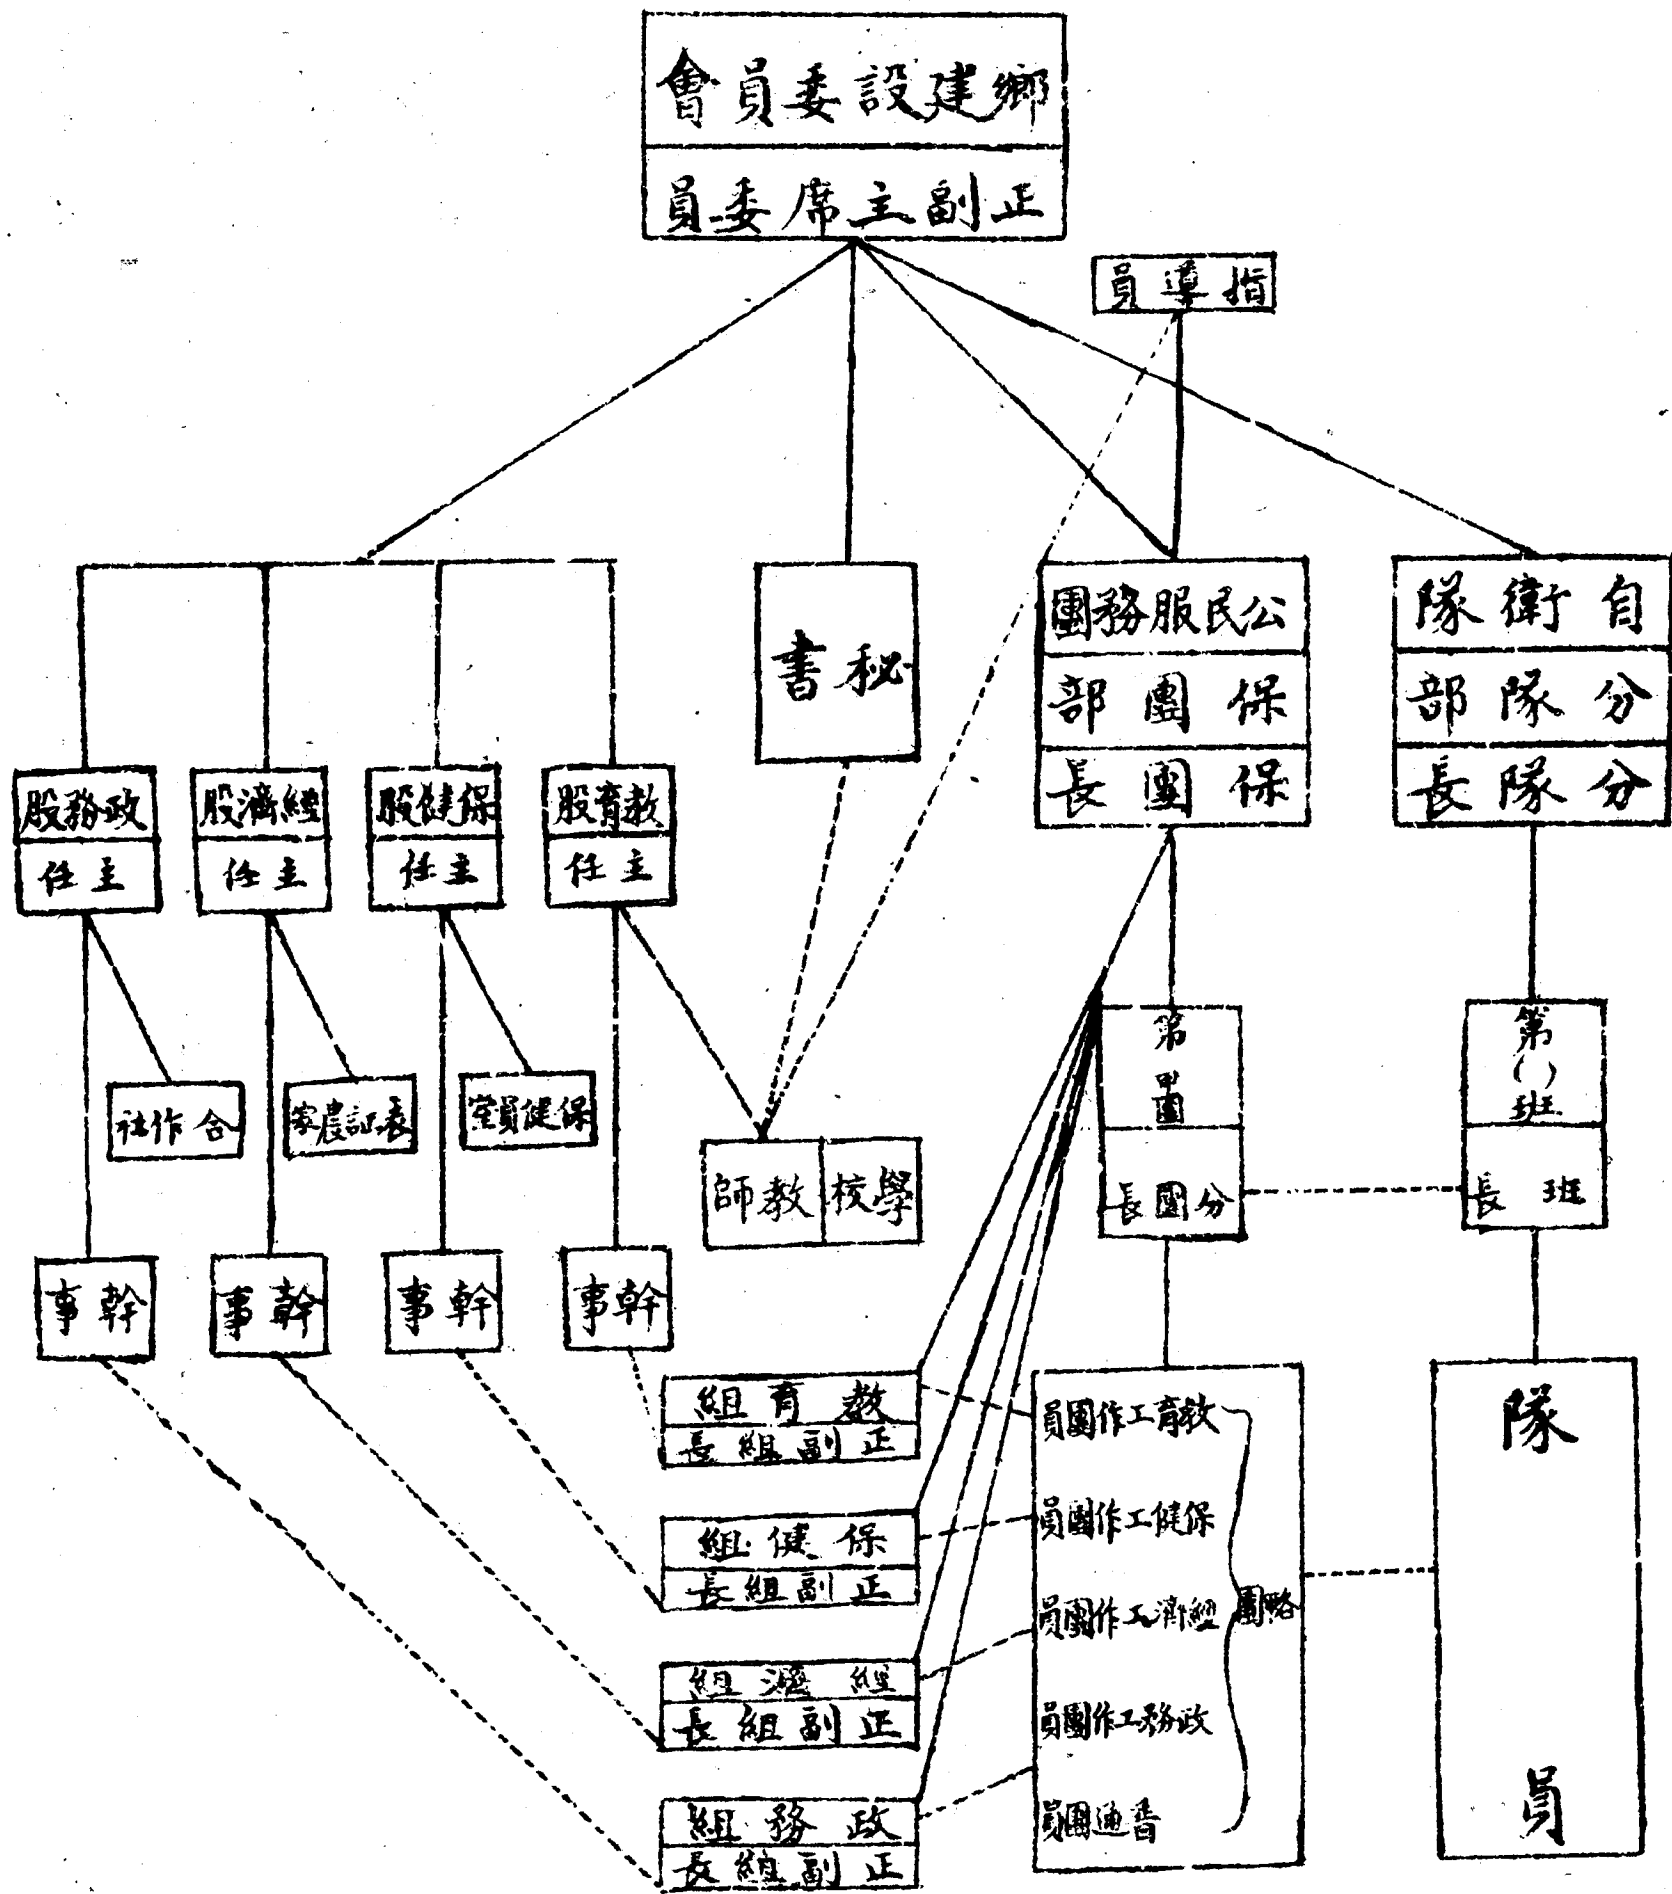 鄉建設委員會
正副主席委員
指導員
自衛隊
分隊部
分隊長
公民服務團
保團部
保團長
秘書
教育股
主任
保健股
主任
經濟股
主任
政務股
主任
第
( )
班
班長
第
分團長
學校
教師
保健員室
表証農家
合作社
幹事
幹事
幹事
幹事
隊員
教育工作團員
保健工作團員
經濟工作團員
政務工作團員
普通團員
教育組
正副組長
保健組
正副組長
經濟組
正副組長
政務組
正副組長